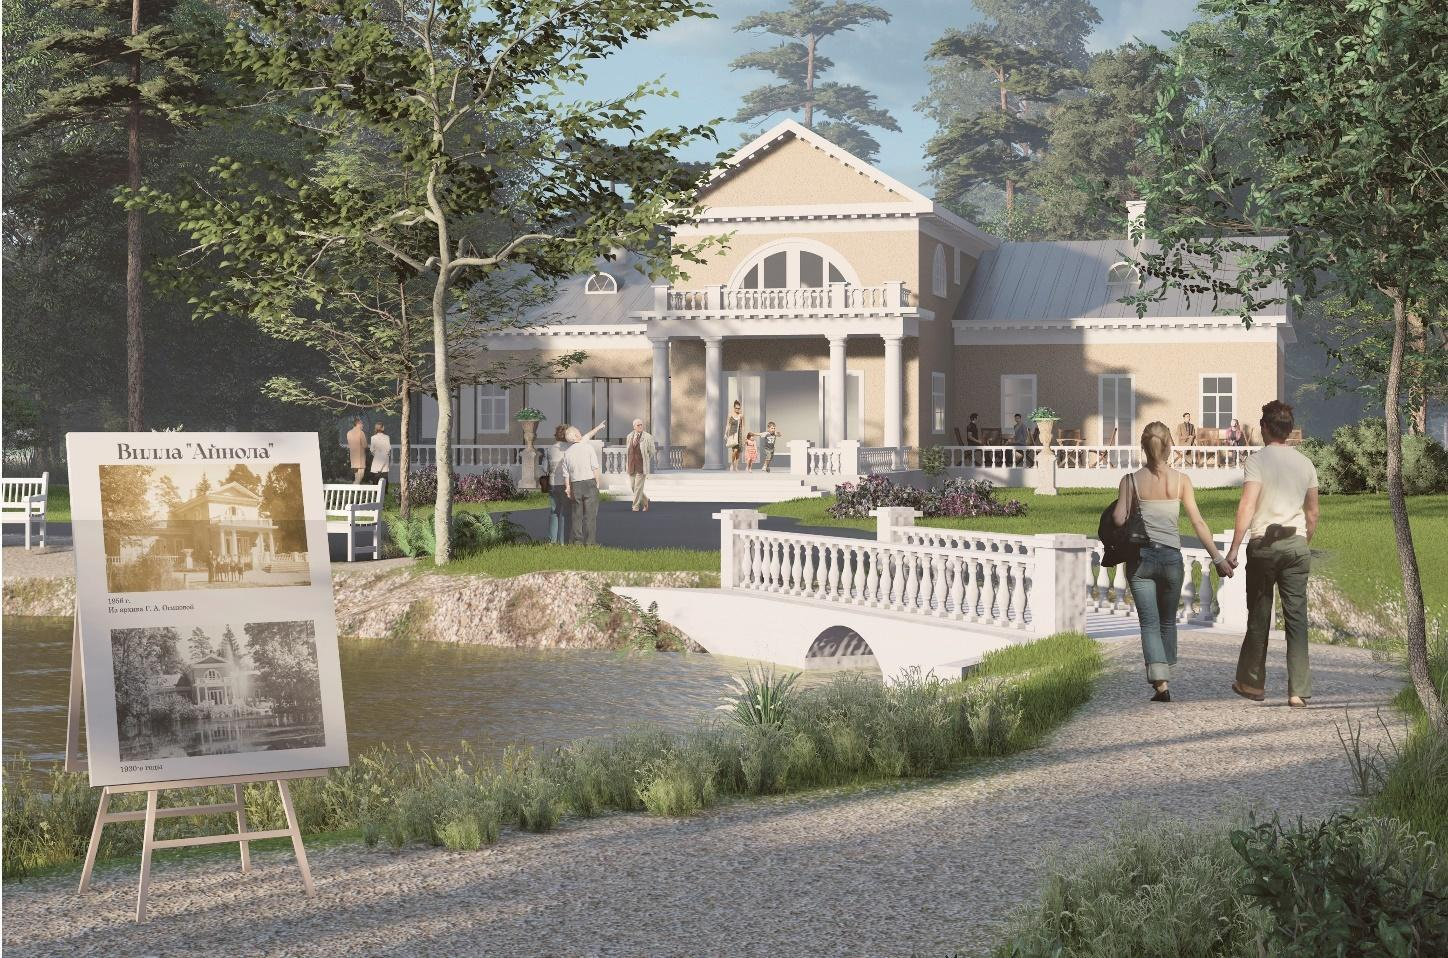 Вилла "Айнола"
1956 г.
Из архива Г. А. Осиповой
1930-е годы